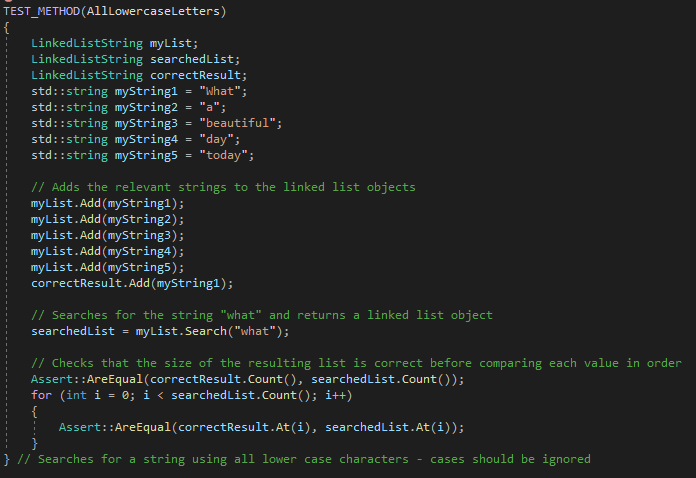 TEST_METHOD(AllLowercaseLetters)
{
    LinkedListString myList;
    LinkedListString searchedList;
    LinkedListString correctResult;
    std::string myString1 = "What";
    std::string myString2 = "a";
    std::string myString3 = "beautiful";
    std::string myString4 = "day";
    std::string myString5 = "today";

    // Adds the relevant strings to the linked list objects
    myList.Add(myString1);
    myList.Add(myString2);
    myList.Add(myString3);
    myList.Add(myString4);
    myList.Add(myString5);
    correctResult.Add(myString1);

    // Searches for the string "what" and returns a linked list object
    searchedList = myList.Search("what");

    // Checks that the size of the resulting list is correct before comparing each value in order
    Assert::AreEqual(correctResult.Count(), searchedList.Count());
    for (int i = 0; i < searchedList.Count(); i++)
    {
        Assert::AreEqual(correctResult.At(i), searchedList.At(i));
    }
} // Searches for a string using all lower case characters - cases should be ignored